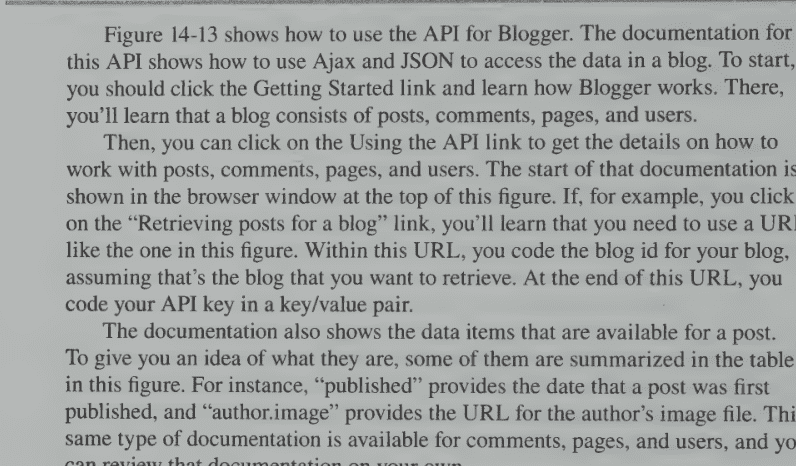 Figure 14-13 shows how to use the API for Blogger. The documentation for
this API shows how to use Ajax and JSON to access the data in a blog. To start,
you should click the Getting Started link and learn how Blogger works. There,
you'll learn that a blog consists of posts, comments, pages, and users.
Then, you can click on the Using the API link to get the details on how to
work with posts, comments, pages, and users. The start of that documentation is
shown in the browser window at the top of this figure. If, for example, you click
on the “Retrieving posts for a blog” link, you'll learn that you need to use a URL
like the one in this figure. Within this URL, you code the blog id for your blog,
assuming that's the blog that you want to retrieve. At the end of this URL, you
code your API key in a key/value pair.
The documentation also shows the data items that are available for a post.
To give you an idea of what they are, some of them are summarized in the table
in this figure. For instance, “published” provides the date that a post was first
published, and “author.image” provides the URL for the author's image file. Thi
same type of documentation is available for comments, pages, and users, and yo
can review that documentation on your own.